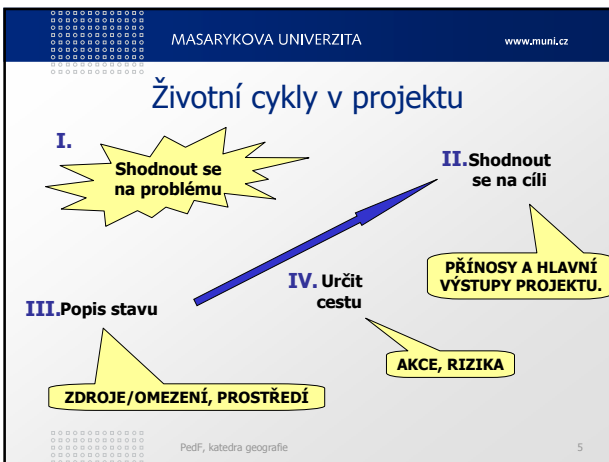 MASARYKOVA UNIVERZITA
www.muni.cz
Životní cykly v projektu
I.
Shodnout se
na problému
II. Shodnout
se na cíli
PŘÍNOSY A HLAVNÍ
VÝSTUPY PROJEKTU.
IV. Určit
cestu
III. Popis stavu
AKCE, RIZIKA
ZDROJE/OMEZENÍ, PROSTŘEDÍ
PedF, katedra geografie
5